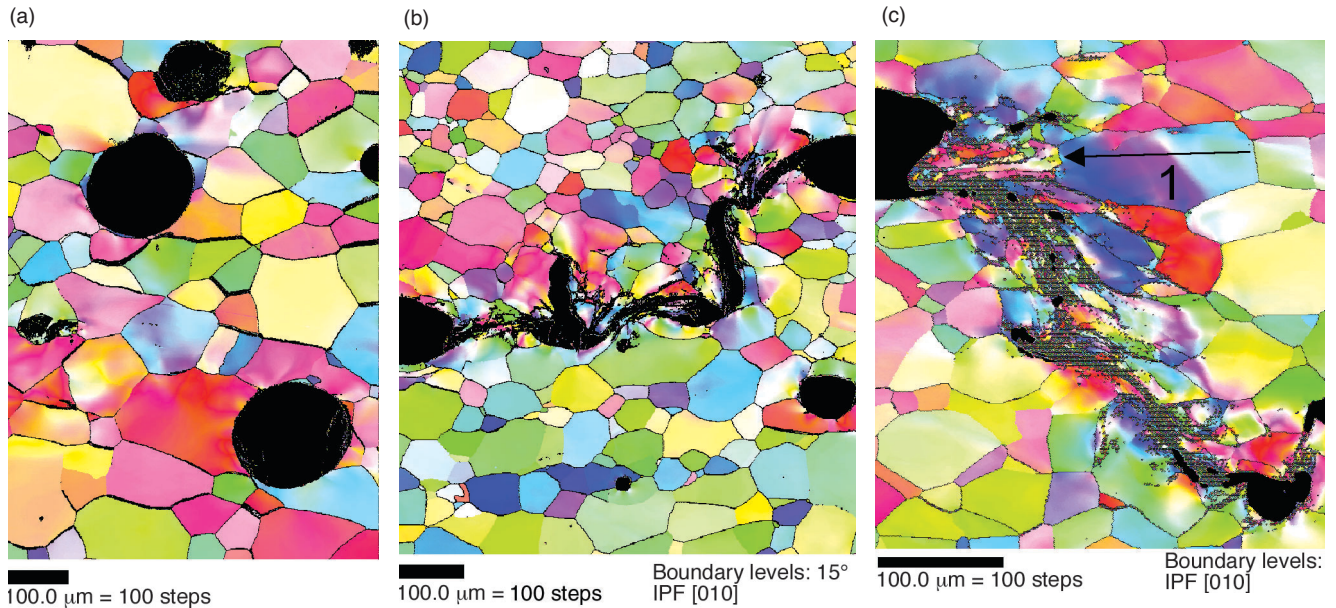 (a)
(b)
(c)
1
100.0 μm = 100 steps
100.0 μm = 100 steps
Boundary levels: 15°
IPF [010]
100.0 μm = 100 steps
Boundary levels:
IPF [010]